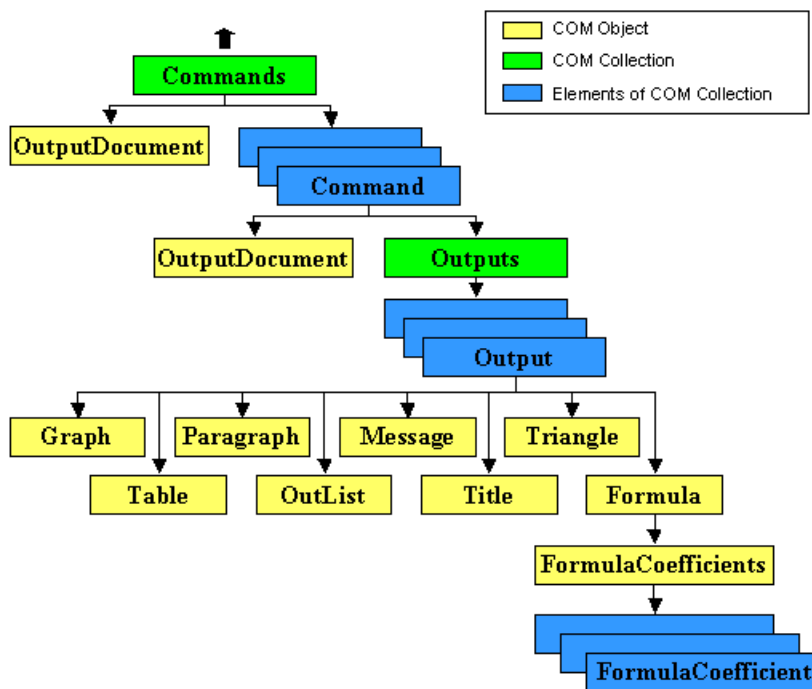 COM Object
COM Collection
Elements of COM Collection
Commands
OutputDocument
Command
OutputDocument
Outputs
Output
Graph
Paragraph
Message
Triangle
Table
OutList
Title
Formula
FormulaCoefficients
FormulaCoefficient